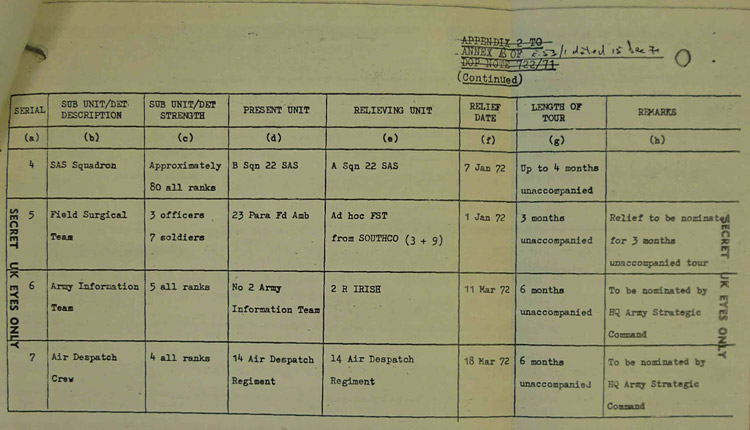 APPENDIX 2 TO
ANNEX E OF dated 15 Dec 71
DOP NOTE 722/71
(Continued)
SERIAL | SUB UNIT/DET DESCRIPTION | SUB UNIT/DET STRENGTH | PRESENT UNIT | RELIEVING UNIT | RELIEF DATE | LENGTH OF TOUR | REMARKS
(a) | (b) | (c) | (d) | (e) | (f) | (g) | (h)
4 | SAS Squadron | Approximately | B Sqn 22 SAS | A Sqn 22 SAS | 7 Jan 72 | Up to 4 months
80 all ranks | unaccompanied
5 | Field Surgical | 3 officers | 23 Para Fd Amb | Ad hoc FST | 1 Jan 72 | 3 months | Relief to be nominated
Team | 7 soldiers | from SOUTHCO (3 + 9) | unaccompanied | for 3 months
unaccompanied tour
6 | Army Information | 5 all ranks | No 2 Army | 2 R IRISH | 11 Mar 72 | 6 months | To be nominated by
Team | Information Team | unaccompanied | HQ Army Strategic
Command
7 | Air Despatch | 4 all ranks | 14 Air Despatch | 14 Air Despatch | 18 Mar 72 | 6 months | To be nominated by
Crew | Regiment | Regiment | unaccompanied | HQ Army Strategic
Command
SECRET UK EYES ONLY
SECRET UK EYES ONLY